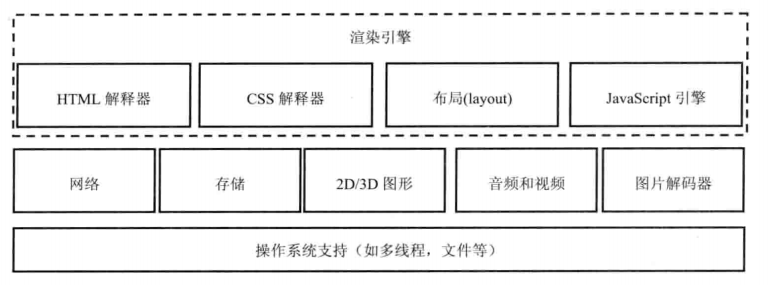 渲染引擎
HTML 解释器
CSS 解释器
布局(layout)
JavaScript 引擎
网络
存储
2D/3D 图形
音频和视频
图片解码器
操作系统支持（如多线程，文件等）